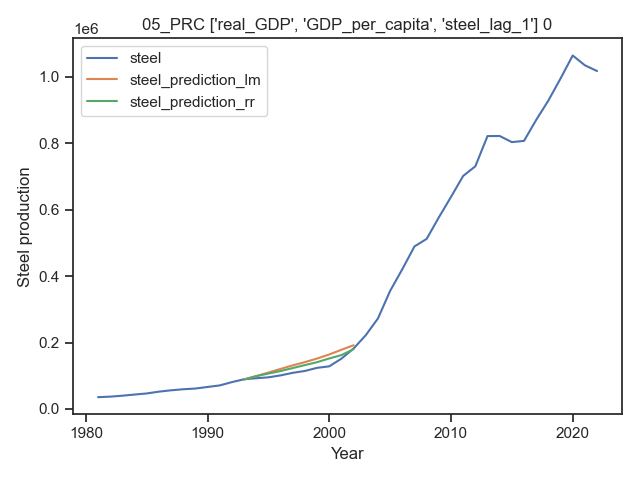 05_PRC ['real_GDP', 'GDP_per_capita', 'steel_lag_1'] 0
1e6
steel
steel_prediction_lm
steel_prediction_rr
1.0
0.8
0.6
0.4
0.2
0.0
Steel production
1980
1990
2000
2010
2020
Year